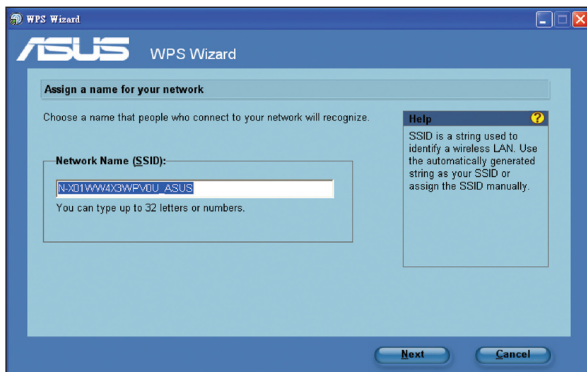 WPS Wizard
ASUS WPS Wizard
Assign a name for your network
Choose a name that people who connect to your network will recognize.
Network Name (SSID):
N-X01WW4X3WPV0U_ASUS
You can type up to 32 letters or numbers.
Help
SSID is a string used to
identify a wireless LAN. Use
the automatically generated
string as your SSID or
assign the SSID manually.
Next Cancel